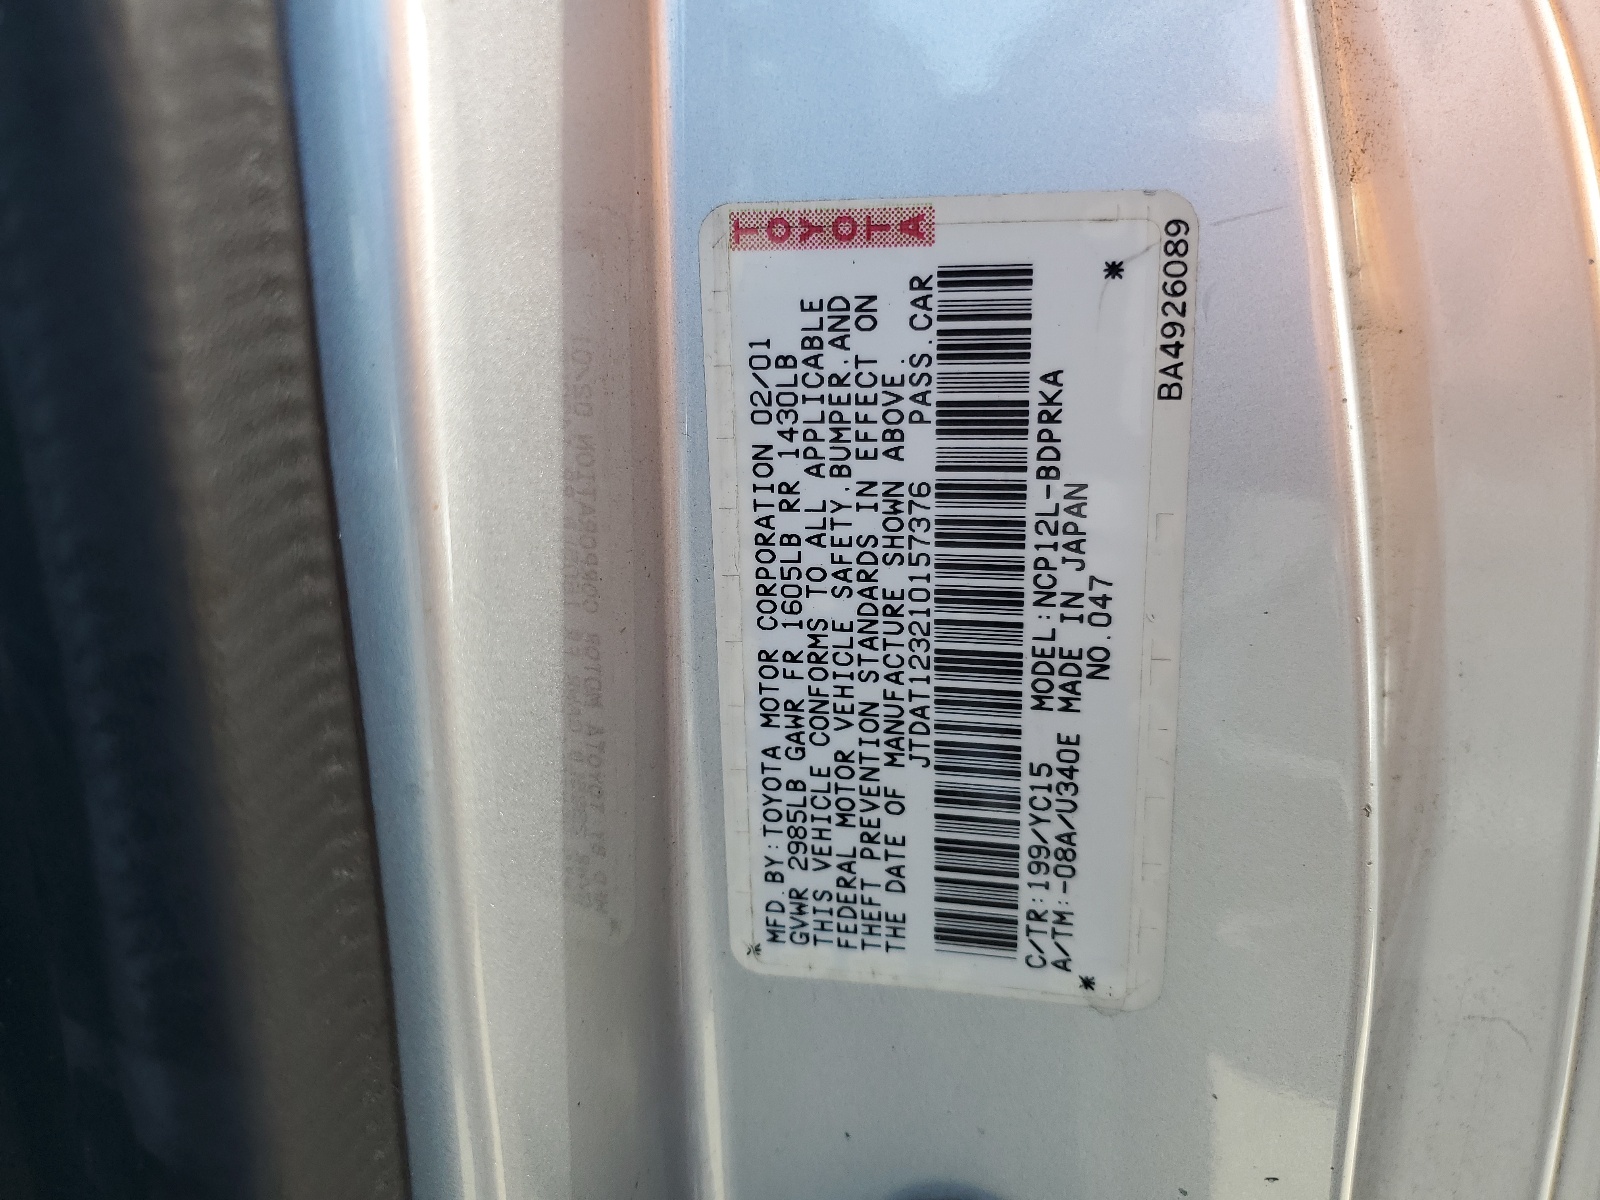 TOYOTA
MFD.BY:TOYOTA MOTOR CORPORATION 02/01
GVWR 2985LB GAWR FR 1605LB RR 1430LB
THIS VEHICLE CONFORMS TO ALL APPLICABLE
FEDERAL MOTOR VEHICLE SAFETY.BUMPER.AND
THEFT PREVENTION STANDARDS IN EFFECT ON
THE DATE OF MANUFACTURE SHOWN ABOVE.
JTDAT123210157376 PASS.CAR
C/TR:199/YC15 MODEL:NCP12L-BDPRKA
A/TM:-08A/U340E MADE IN JAPAN
NO.047
BA4926089